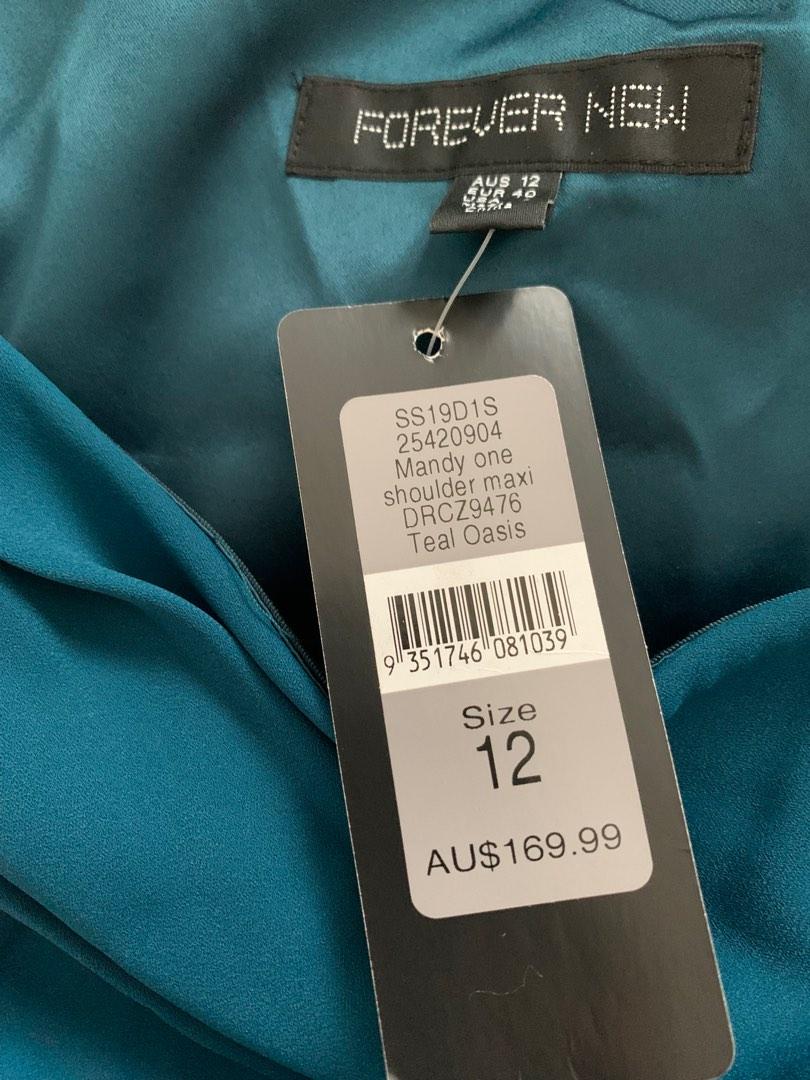 FOREVER NEW
AUS 12
EUR 40
USA
SS19D1S
25420904
Mandy one
shoulder maxi
DRCZ9476
Teal Oasis
9 351746 081039
Size
12
AU$169.99